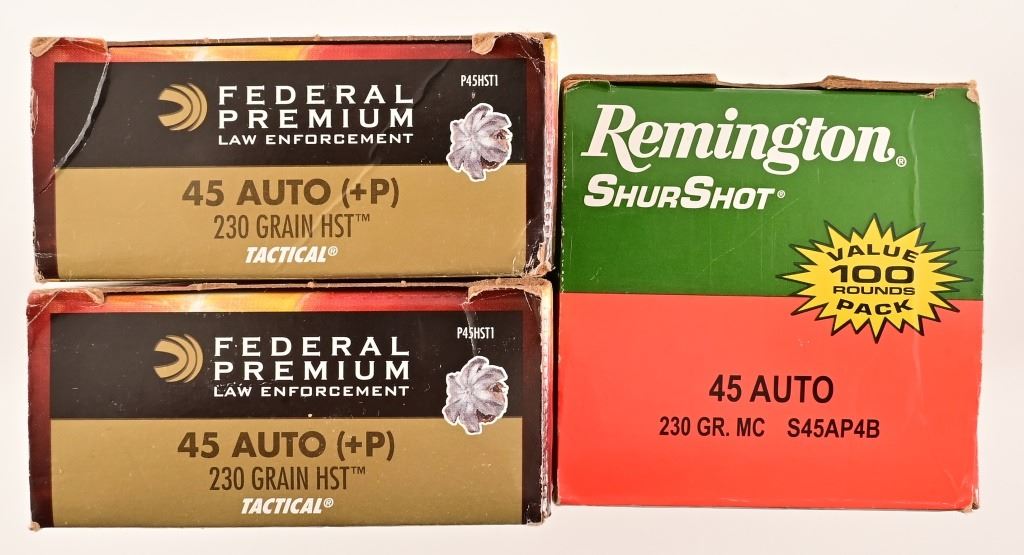 P45HST1
FEDERAL
PREMIUM
LAW ENFORCEMENT
45 AUTO (+P)
230 GRAIN HST™
TACTICAL®
P45HST1
FEDERAL
PREMIUM
LAW ENFORCEMENT
45 AUTO (+P)
230 GRAIN HST™
TACTICAL®
Remington®
SHURSHOT®
VALUE
100
ROUNDS
PACK
45 AUTO
230 GR. MC S45AP4B